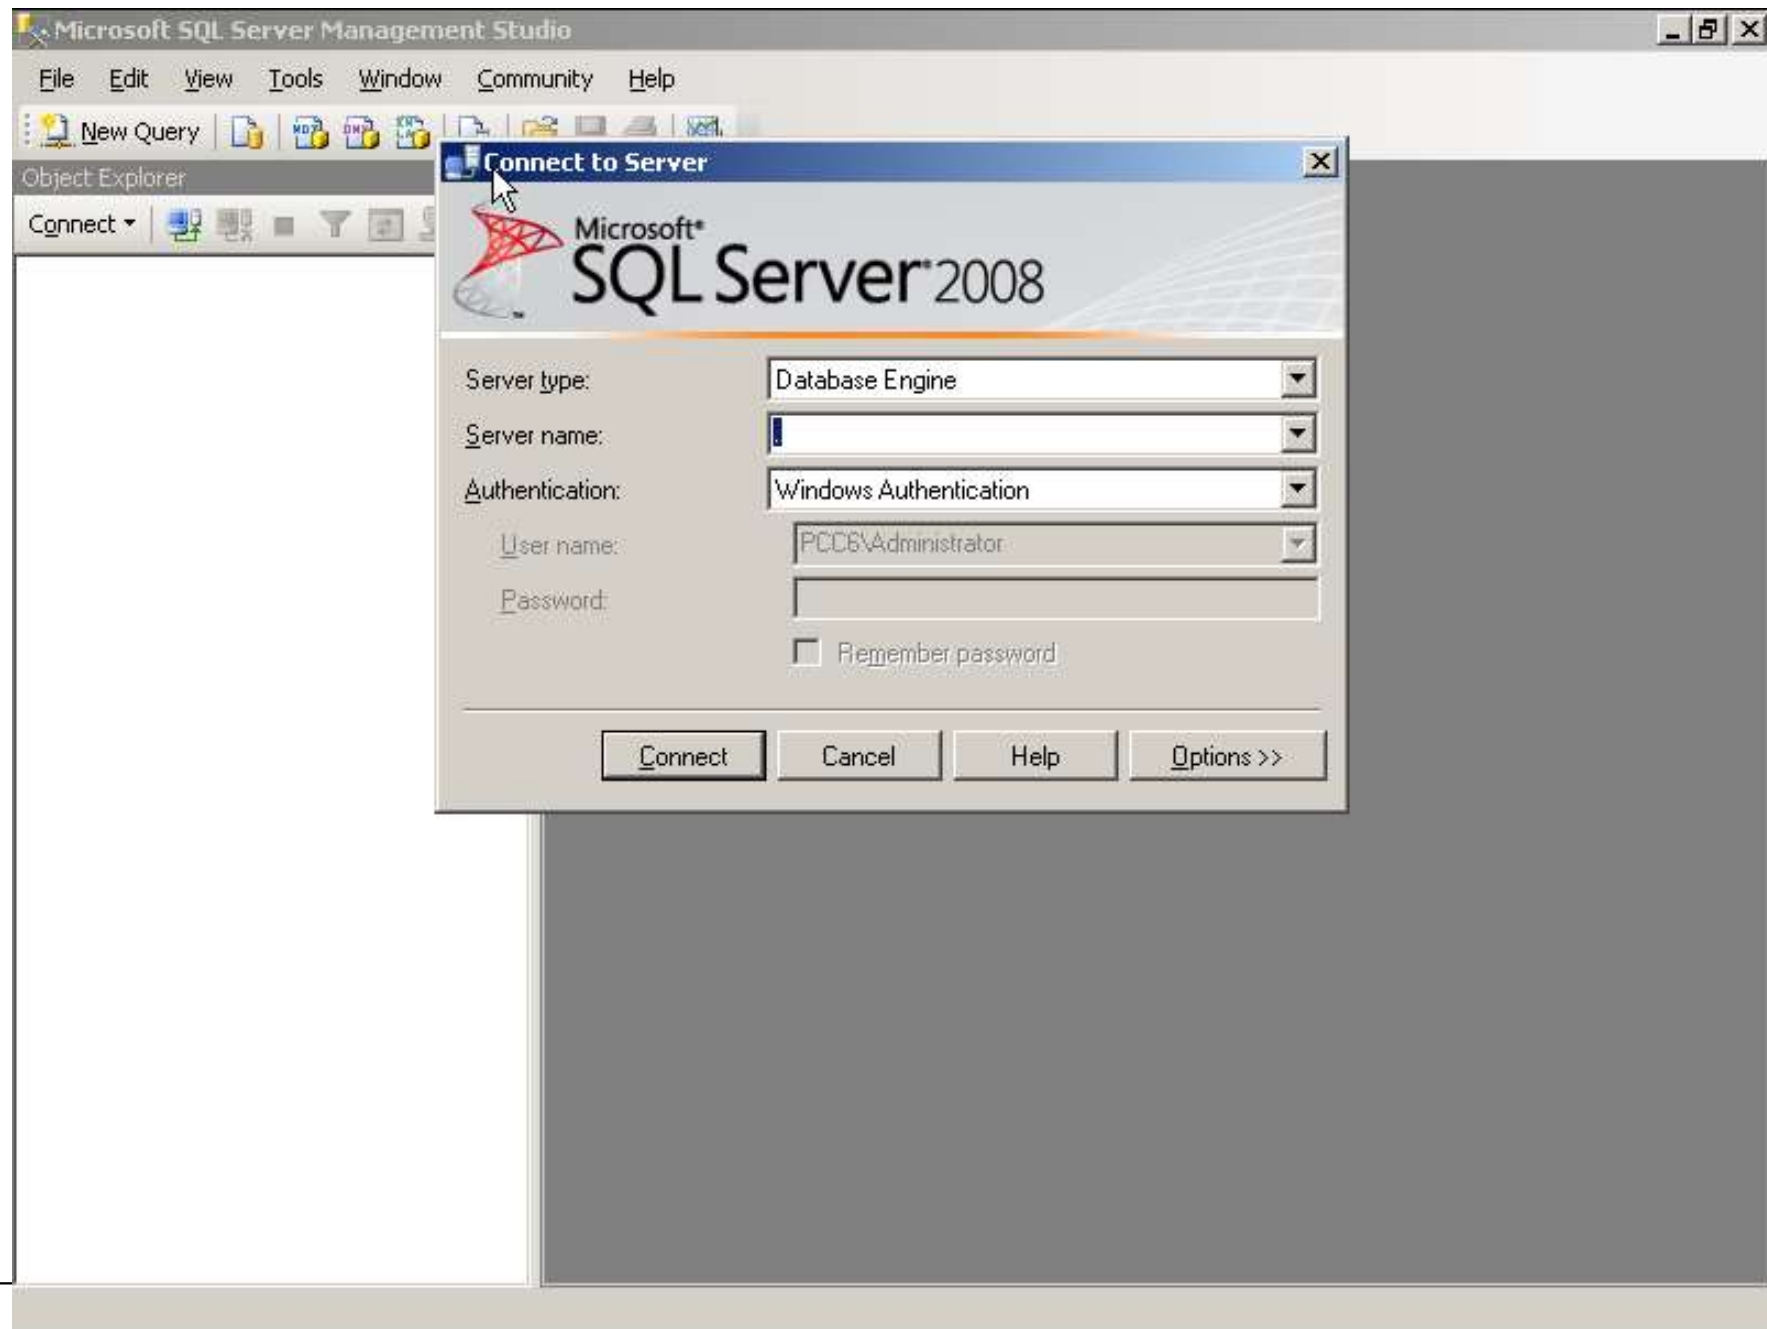 Microsoft SQL Server Management Studio
File Edit View Tools Window Community Help
New Query
Object Explorer
Connect
Connect to Server
Microsoft®
SQL Server® 2008
Server type: Database Engine
Server name: .
Authentication: Windows Authentication
User name: PCC6\Administrator
Password:
Remember password
Connect Cancel Help Options >>